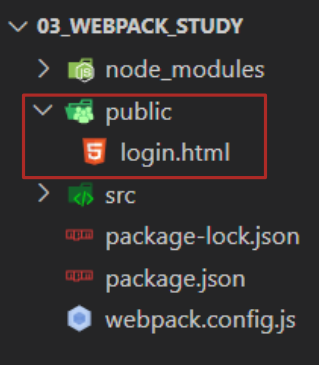 03_WEBPACK_STUDY
node_modules
public
login.html
src
package-lock.json
package.json
webpack.config.js